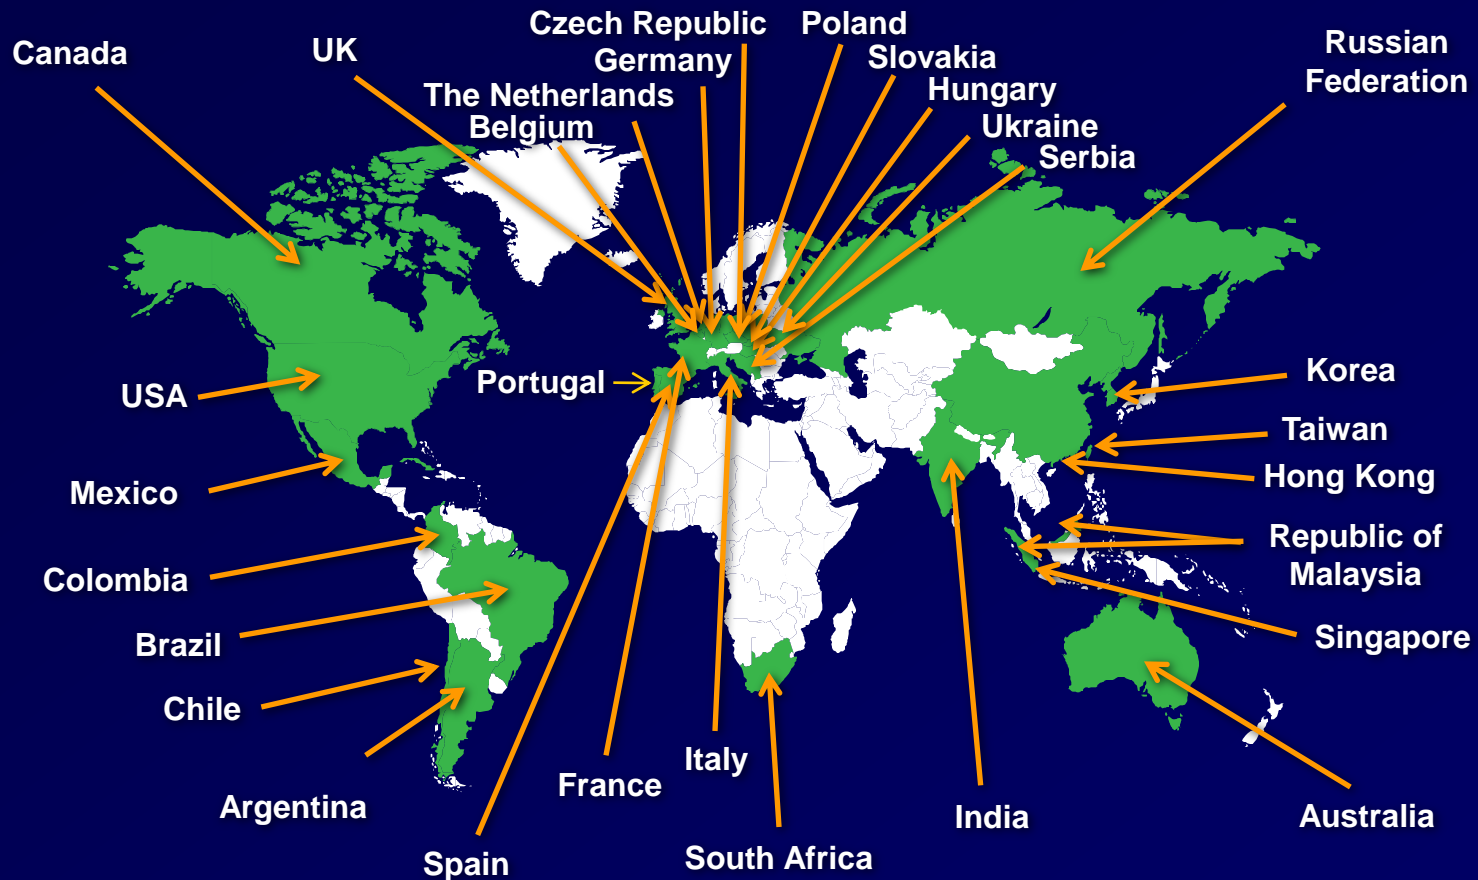 Czech Republic
Poland
Canada
UK
Germany
Slovakia
Russian
Federation
The Netherlands
Hungary
Belgium
Ukraine
Serbia
USA
Portugal
Korea
Taiwan
Mexico
Hong Kong
Colombia
Republic of
Malaysia
Brazil
Singapore
Chile
Italy
Argentina
France
India
Australia
Spain
South Africa